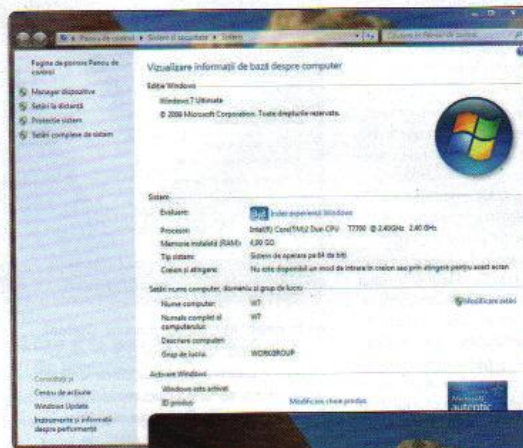 Panou de control ▸ Sistem și securitate ▸ Sistem
Pagina de pornire Panou de
control
Manager dispozitive
Setări la distanță
Protecție sistem
Setări complexe de sistem
Vizualizare informații de bază despre computer
Ediție Windows
Windows 7 Ultimate
Microsoft Corporation. Toate drepturile rezervate.
Sistem
Evaluare:
Index experiență Windows
Procesor: Intel(R) Core(TM)2 Duo CPU T7700 @ 2.40GHz 2.40 GHz
Memorie instalată (RAM): 4,00 GO
Tip sistem: Sistem de operare pe 64 de biți
Creion și atingere: Nu este disponibil un mod de intrare în creion sau prin atingere pentru acest ecran
Setări nume computer, domeniu și grup de lucru
Nume computer: W7
Modificare setări
Numele complet al W7
computerului:
Descriere computer:
Grup de lucru: WORKGROUP
Activare Windows
Windows este activat
ID produs:
Modificare cheie produs
Consultați și
Centru de acțiune
Windows Update
Instrumente și informații
despre performanță
Microsoft
autentic